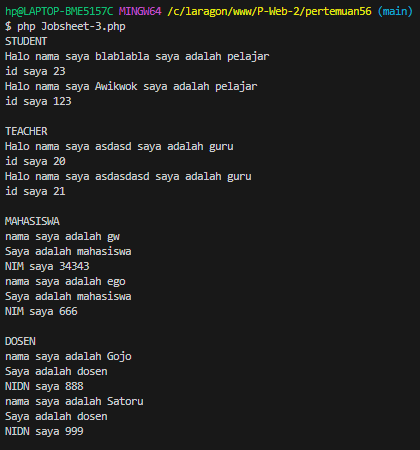 hp@LAPTOP-BME5157C MINGW64 /c/laragon/www/P-Web-2/pertemuan56 (main)
$ php Jobsheet-3.php
STUDENT
Halo nama saya blablabla saya adalah pelajar
id saya 23
Halo nama saya Awikwok saya adalah pelajar
id saya 123
TEACHER
Halo nama saya asdasd saya adalah guru
id saya 20
Halo nama saya asdasdasd saya adalah guru
id saya 21
MAHASISWA
nama saya adalah gw
Saya adalah mahasiswa
NIM saya 34343
nama saya adalah ego
Saya adalah mahasiswa
NIM saya 666
DOSEN
nama saya adalah Gojo
Saya adalah dosen
NIDN saya 888
nama saya adalah Satoru
Saya adalah dosen
NIDN saya 999